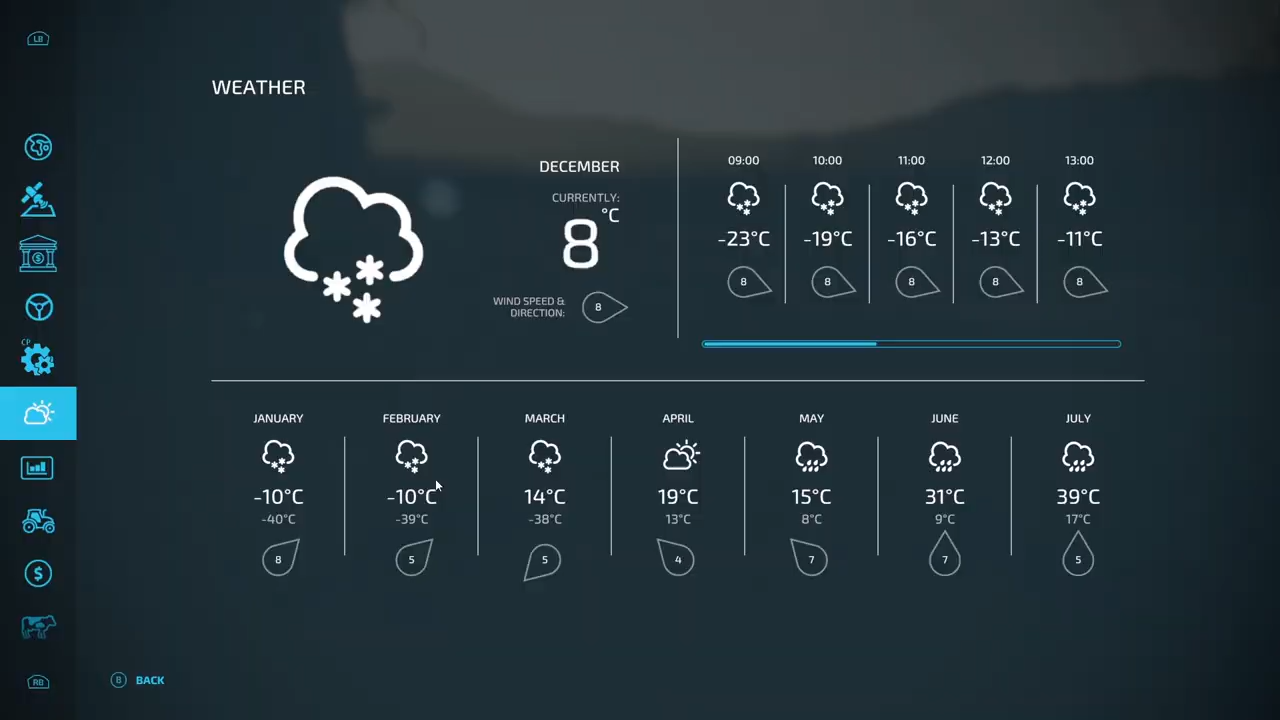 LB
WEATHER
DECEMBER
CURRENTLY:
8 °C
WIND SPEED &
DIRECTION:
8
09:00 10:00 11:00 12:00 13:00
-23°C -19°C -16°C -13°C -11°C
8 8 8 8 8
CP
JANUARY FEBRUARY MARCH APRIL MAY JUNE JULY
-10°C -10°C 14°C 19°C 15°C 31°C 39°C
-40°C -39°C -38°C 13°C 8°C 9°C 17°C
8 5 5 4 7 7 5
RB
B BACK